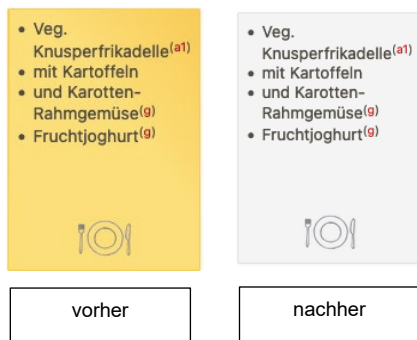 • Veg.
Knusperfrikadelle(a1)
• mit Kartoffeln
• und Karotten-
Rahmgemüse(g)
• Fruchtjoghurt(g)
• Veg.
Knusperfrikadelle(a1)
• mit Kartoffeln
• und Karotten-
Rahmgemüse(g)
• Fruchtjoghurt(g)
vorher
nachher